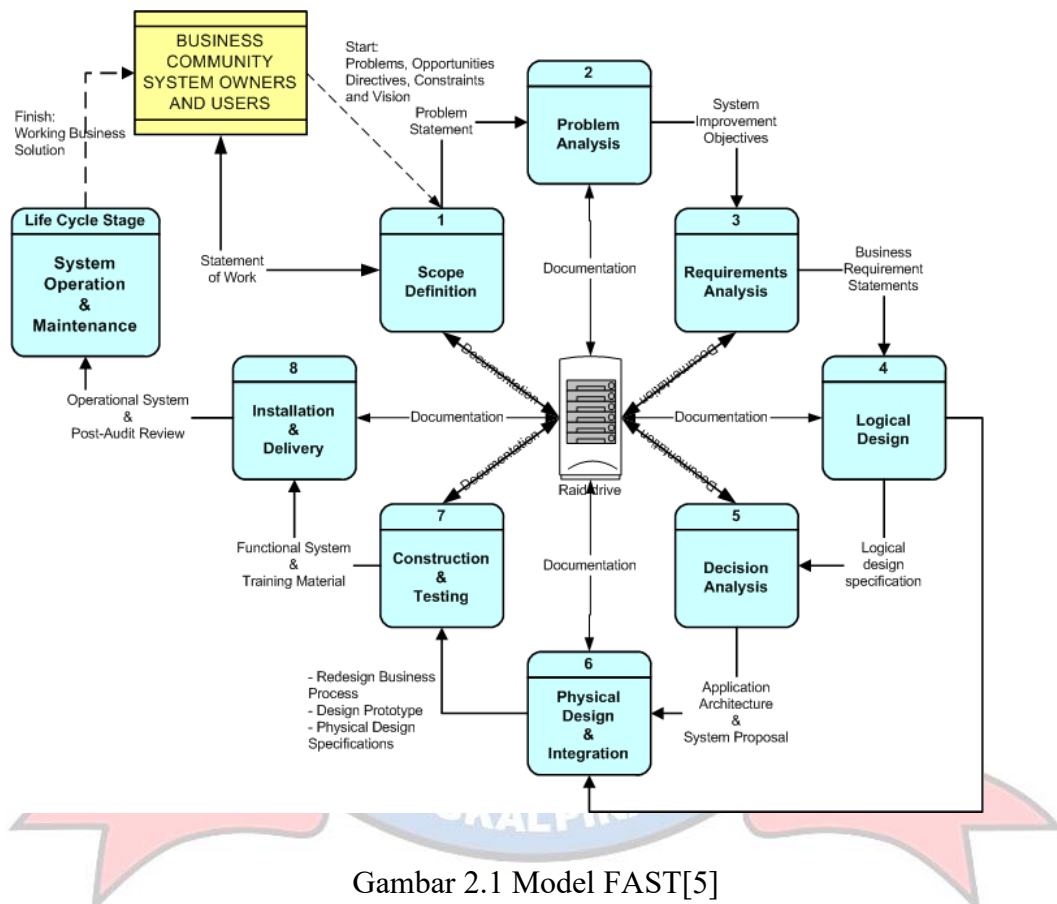 BUSINESS
COMMUNITY
SYSTEM OWNERS
AND USERS
Start:
Problems, Opportunities
Directives, Constraints
and Vision
Finish:
Working Business
Solution
Problem
Statement
2
Problem
Analysis
System
Improvement
Objectives
Life Cycle Stage
System
Operation
&
Maintenance
Statement
of Work
1
Scope
Definition
Documentation
3
Requirements
Analysis
Business
Requirement
Statements
Documentation
Documentation
8
Installation
&
Delivery
Operational System
&
Post-Audit Review
Documentation
Documentation
4
Logical
Design
Raid drive
Documentation
Documentation
7
Construction
&
Testing
Functional System
&
Training Material
Documentation
5
Decision
Analysis
Logical
design
specification
- Redesign Business
Process
- Design Prototype
- Physical Design
Specifications
6
Physical
Design
&
Integration
Application
Architecture
&
System Proposal
Gambar 2.1 Model FAST[5]